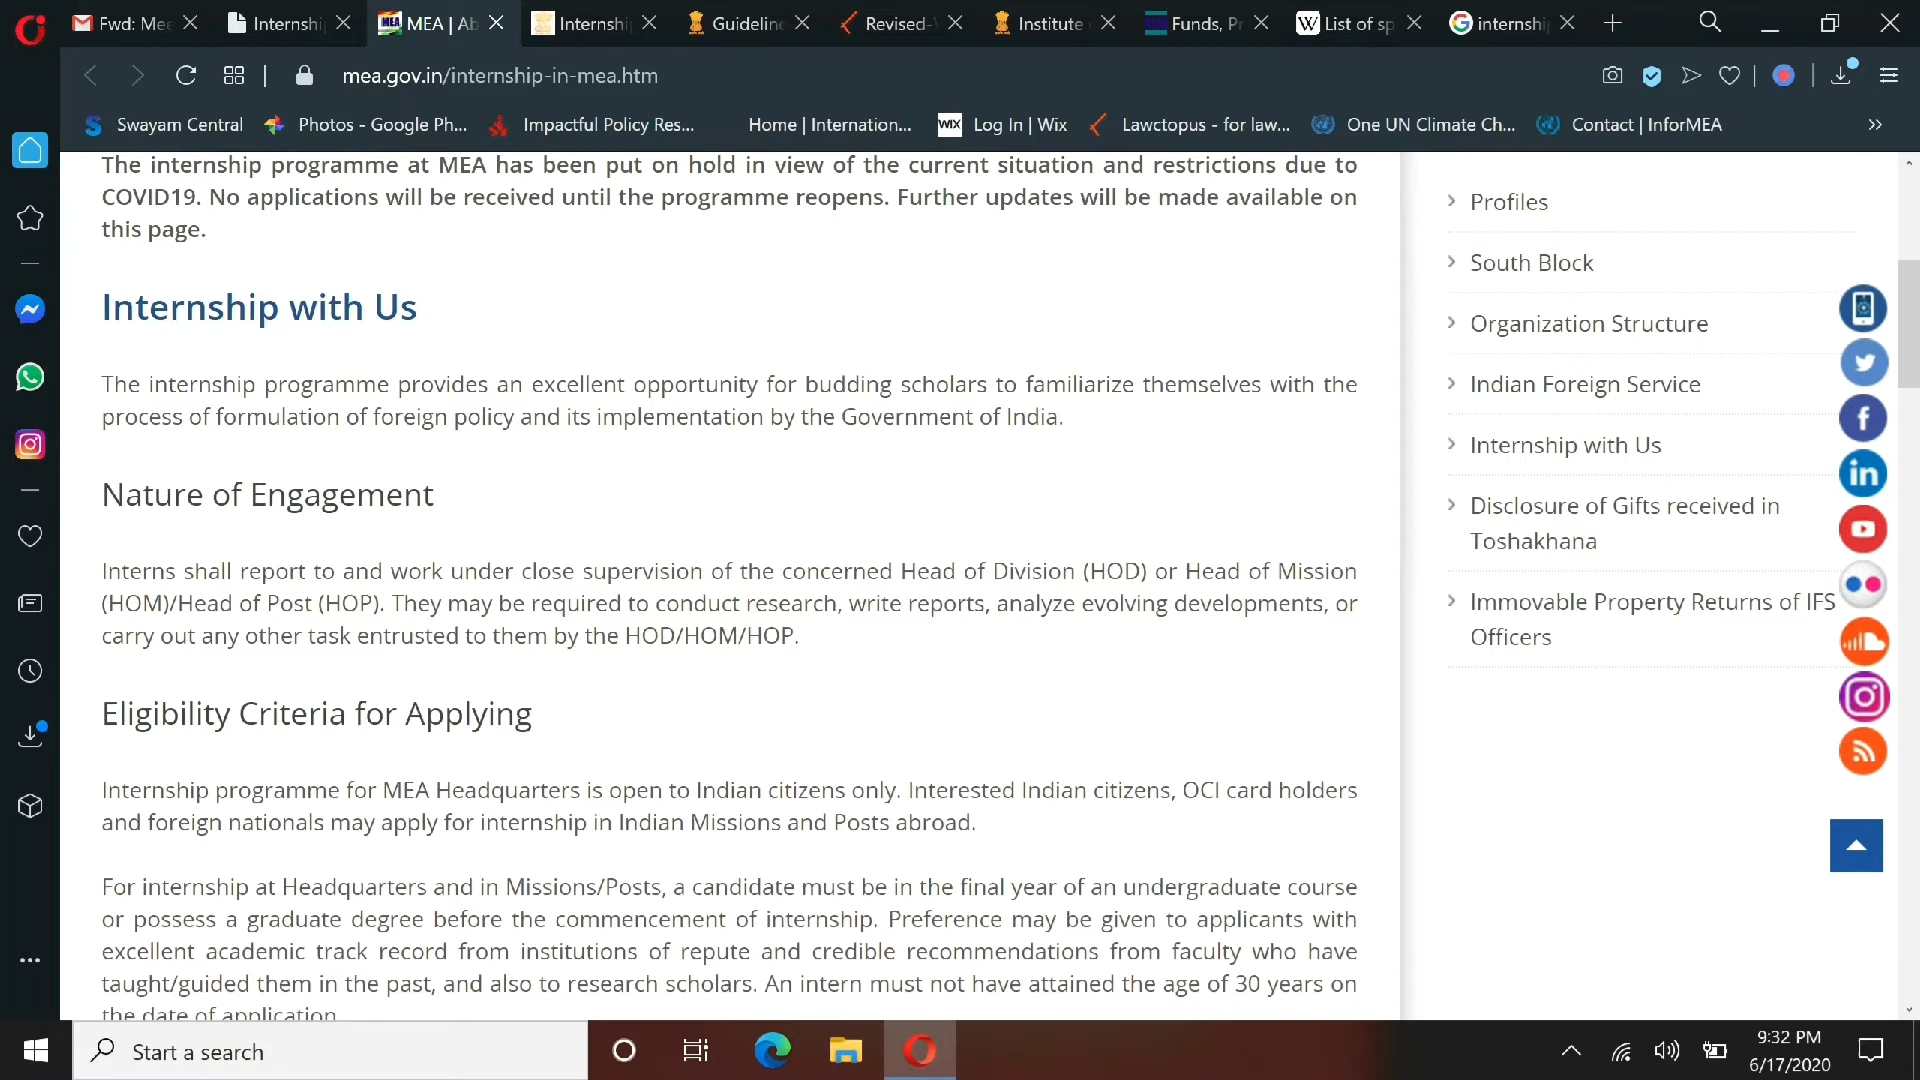 Fwd: Mee
Internshi
MEA | Ab
Internshi
Guideline
Revised-
Institute
Funds, Pr
List of sp
internshi
mea.gov.in/internship-in-mea.htm
Swayam Central
Photos - Google Ph...
Impactful Policy Res...
Home | Internation...
WIX
Log In | Wix
Lawctopus - for law...
One UN Climate Ch...
Contact | InforMEA
The internship programme at MEA has been put on hold in view of the current situation and restrictions due to
COVID19. No applications will be received until the programme reopens. Further updates will be made available on
this page.
Internship with Us
The internship programme provides an excellent opportunity for budding scholars to familiarize themselves with the
process of formulation of foreign policy and its implementation by the Government of India.
Nature of Engagement
Interns shall report to and work under close supervision of the concerned Head of Division (HOD) or Head of Mission
(HOM)/Head of Post (HOP). They may be required to conduct research, write reports, analyze evolving developments, or
carry out any other task entrusted to them by the HOD/HOM/HOP.
Eligibility Criteria for Applying
Internship programme for MEA Headquarters is open to Indian citizens only. Interested Indian citizens, OCI card holders
and foreign nationals may apply for internship in Indian Missions and Posts abroad.
For internship at Headquarters and in Missions/Posts, a candidate must be in the final year of an undergraduate course
or possess a graduate degree before the commencement of internship. Preference may be given to applicants with
excellent academic track record from institutions of repute and credible recommendations from faculty who have
taught/guided them in the past, and also to research scholars. An intern must not have attained the age of 30 years on
the date of application.
Profiles
South Block
Organization Structure
Indian Foreign Service
Internship with Us
Disclosure of Gifts received in
Toshakhana
Immovable Property Returns of IFS
Officers
Start a search
9:32 PM
6/17/2020